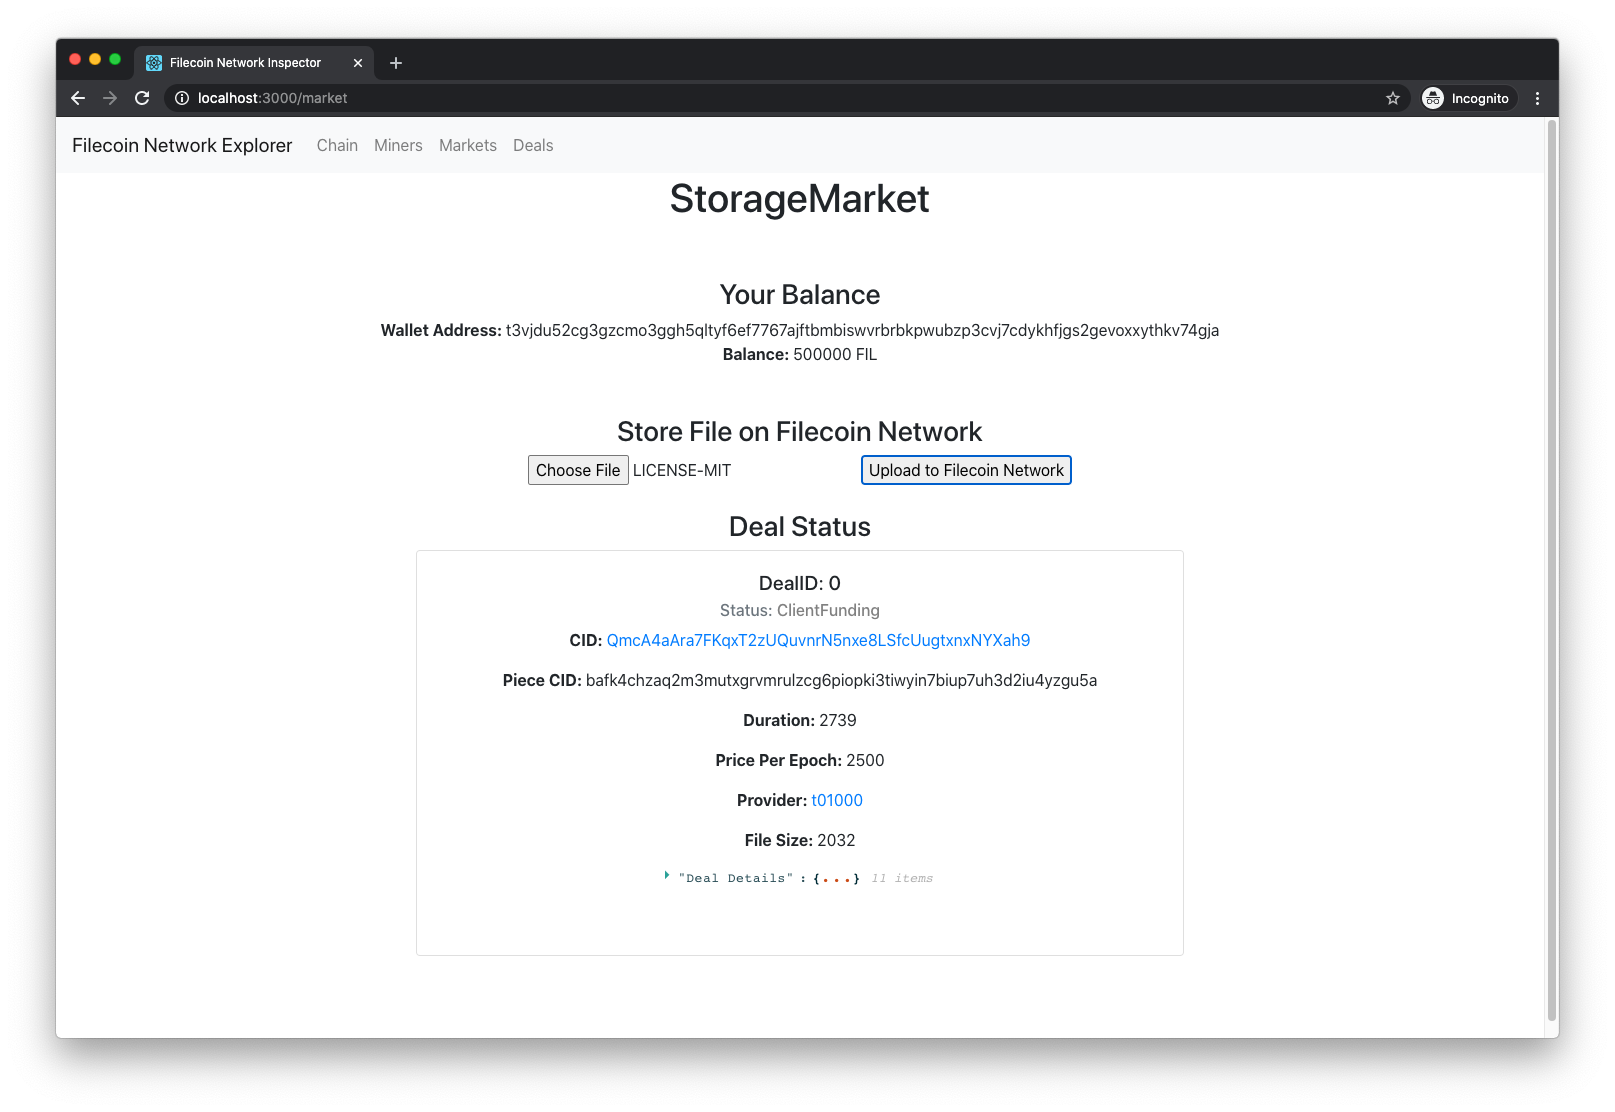 Filecoin Network Inspector
localhost:3000/market
Incognito
Filecoin Network Explorer Chain Miners Markets Deals
StorageMarket
Your Balance
Wallet Address: t3vjdu52cg3gzcmo3ggh5qltyf6ef7767ajftbmbiswvrbrbkpwubzp3cvj7cdykhfjgs2gevoxxythkv74gja
Balance: 500000 FIL
Store File on Filecoin Network
Choose File LICENSE-MIT Upload to Filecoin Network
Deal Status
DealID: 0
Status: ClientFunding
CID: QmcA4aAra7FKqxT2zUQuvnrN5nxe8LSfcUugtxnxNYXah9
Piece CID: bafk4chzaq2m3mutxgrvmrulzcg6piopki3tiwyin7biup7uh3d2iu4yzgu5a
Duration: 2739
Price Per Epoch: 2500
Provider: t01000
File Size: 2032
"Deal Details" : {...} 11 items